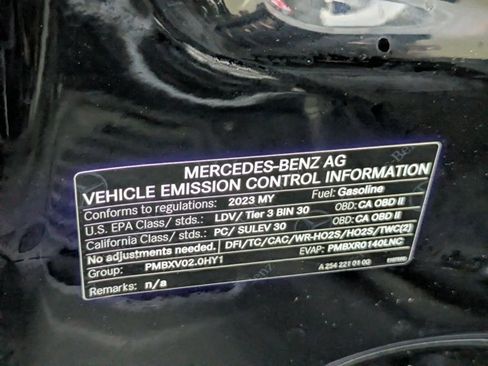 MERCEDES-BENZ AG
VEHICLE EMISSION CONTROL INFORMATION
Conforms to regulations: 2023 MY Fuel: Gasoline
U.S. EPA Class/ stds.: LDV/ Tier 3 BIN 30 OBD: CA OBD II
California Class/ stds.: PC/ SULEV 30 OBD: CA OBD II
No adjustments needed. DFI/TC/CAC/WR-HO2S/HO2S/TWC(2)
Group: PMBXV02.0HY1 EVAP: PMBXR0140LNC
Remarks: n/a A 254 221 01 00